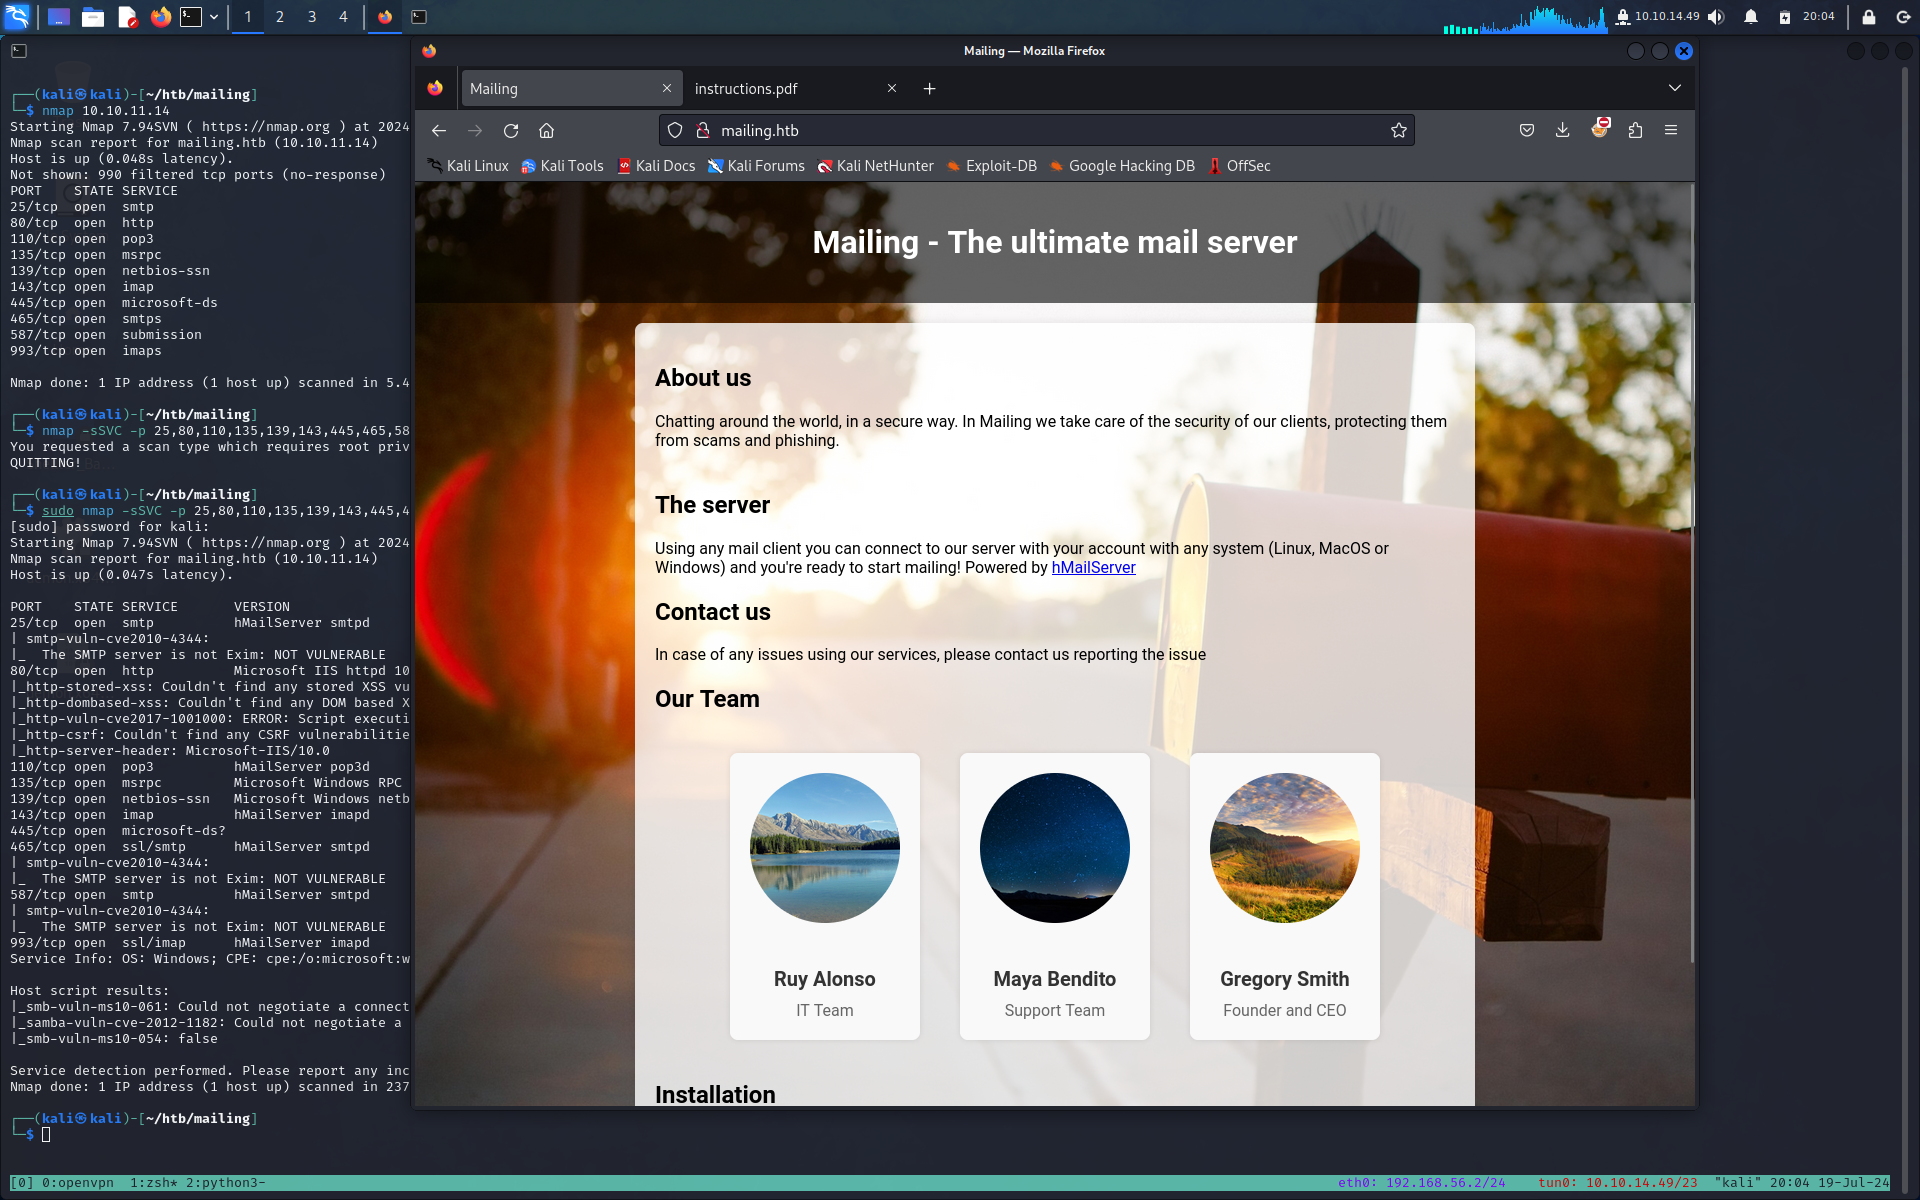 1 2 3 4 10.10.14.49 20:04
┌──(kali㉿kali)-[~/htb/mailing]
└─$ nmap 10.10.11.14
Starting Nmap 7.94SVN ( https://nmap.org ) at 2024
Nmap scan report for mailing.htb (10.10.11.14)
Host is up (0.048s latency).
Not shown: 990 filtered tcp ports (no-response)
PORT    STATE SERVICE
25/tcp  open  smtp
80/tcp  open  http
110/tcp open  pop3
135/tcp open  msrpc
139/tcp open  netbios-ssn
143/tcp open  imap
445/tcp open  microsoft-ds
465/tcp open  smtps
587/tcp open  submission
993/tcp open  imaps
Nmap done: 1 IP address (1 host up) scanned in 5.4
┌──(kali㉿kali)-[~/htb/mailing]
└─$ nmap -sSVC -p 25,80,110,135,139,143,445,465,58
You requested a scan type which requires root priv
QUITTING!
┌──(kali㉿kali)-[~/htb/mailing]
└─$ sudo nmap -sSVC -p 25,80,110,135,139,143,445,4
[sudo] password for kali:
Starting Nmap 7.94SVN ( https://nmap.org ) at 2024
Nmap scan report for mailing.htb (10.10.11.14)
Host is up (0.047s latency).
PORT    STATE SERVICE       VERSION
25/tcp  open  smtp          hMailServer smtpd
| smtp-vuln-cve2010-4344:
|_  The SMTP server is not Exim: NOT VULNERABLE
80/tcp  open  http          Microsoft IIS httpd 10
|_http-stored-xss: Couldn't find any stored XSS vu
|_http-dombased-xss: Couldn't find any DOM based X
|_http-vuln-cve2017-1001000: ERROR: Script executi
|_http-csrf: Couldn't find any CSRF vulnerabilitie
|_http-server-header: Microsoft-IIS/10.0
110/tcp open  pop3          hMailServer pop3d
135/tcp open  msrpc         Microsoft Windows RPC
139/tcp open  netbios-ssn   Microsoft Windows netb
143/tcp open  imap          hMailServer imapd
445/tcp open  microsoft-ds?
465/tcp open  ssl/smtp      hMailServer smtpd
| smtp-vuln-cve2010-4344:
|_  The SMTP server is not Exim: NOT VULNERABLE
587/tcp open  smtp          hMailServer smtpd
| smtp-vuln-cve2010-4344:
|_  The SMTP server is not Exim: NOT VULNERABLE
993/tcp open  ssl/imap      hMailServer imapd
Service Info: OS: Windows; CPE: cpe:/o:microsoft:w
Host script results:
|_smb-vuln-ms10-061: Could not negotiate a connect
|_samba-vuln-cve-2012-1182: Could not negotiate a
|_smb-vuln-ms10-054: false
Service detection performed. Please report any inc
Nmap done: 1 IP address (1 host up) scanned in 237
┌──(kali㉿kali)-[~/htb/mailing]
└─$
Mailing — Mozilla Firefox
Mailing instructions.pdf
mailing.htb
Kali Linux Kali Tools Kali Docs Kali Forums Kali NetHunter Exploit-DB Google Hacking DB OffSec
Mailing - The ultimate mail server
About us
Chatting around the world, in a secure way. In Mailing we take care of the security of our clients, protecting them
from scams and phishing.
The server
Using any mail client you can connect to our server with your account with any system (Linux, MacOS or
Windows) and you're ready to start mailing! Powered by hMailServer
Contact us
In case of any issues using our services, please contact us reporting the issue
Our Team
Ruy Alonso Maya Bendito Gregory Smith
IT Team Support Team Founder and CEO
Installation
[0] 0:openvpn  1:zsh* 2:python3- eth0: 192.168.56.2/24 tun0: 10.10.14.49/23 "kali" 20:04 19-Jul-24